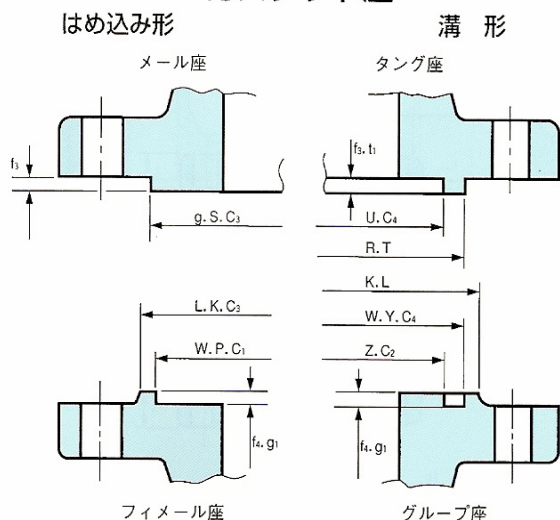 はめ込み形
溝 形
メール座
タング座
f₃
f₃.t₁
g.S.C₃
U.C₄
R.T
K.L
L.K.C₃
W.Y.C₄
W.P.C₁
Z.C₂
f₄.g₁
f₄.g₁
フィメール座
グルーブ座